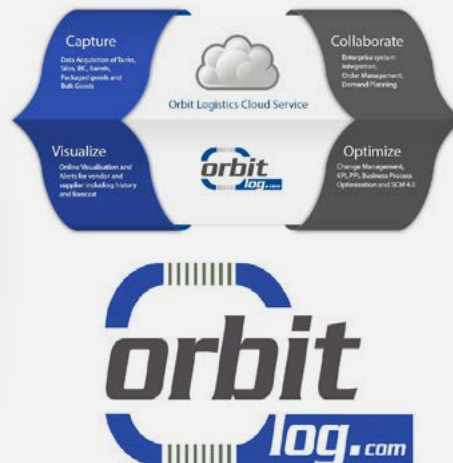 Capture
Data Acquisition of Tanks,
Silos, IBC, Barrels,
Packaged goods and
Bulk Goods
Collaborate
Enterprise system
integration,
Order Management,
Demand Planning
Orbit Logistics Cloud Service
Visualize
Online Visualisation and
Alerts for vendor and
supplier including history
and forecast
orbit
log.com
Optimize
Change Management,
KPI, PPI, Business Process
Optimization and SCM 4.0
orbit
log.com